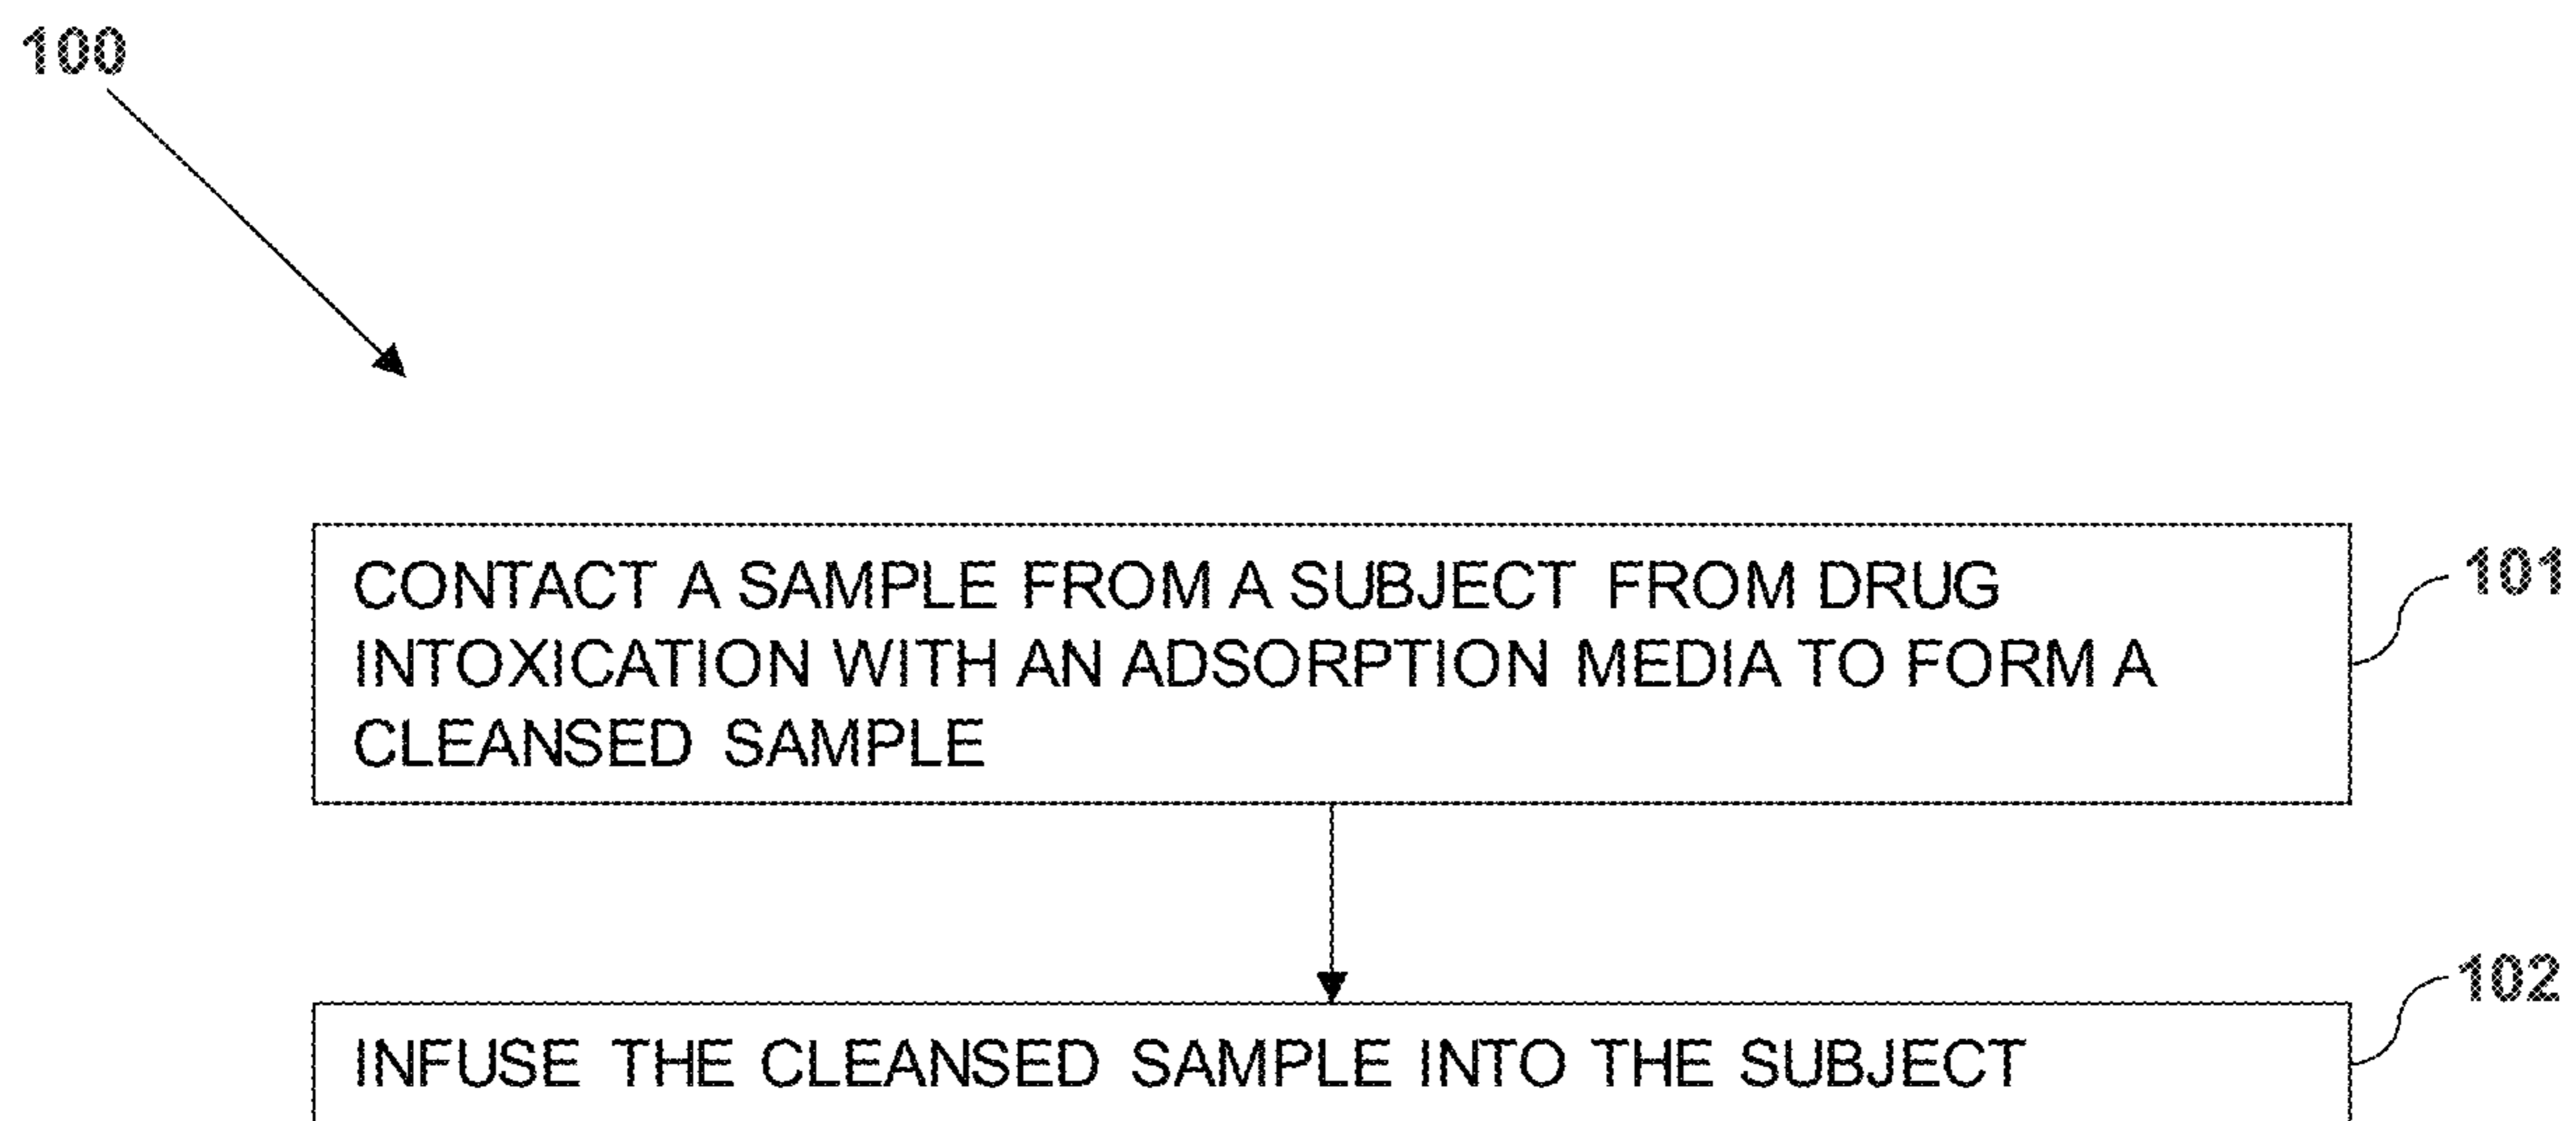 100
CONTACT A SAMPLE FROM A SUBJECT FROM DRUG
INTOXICATION WITH AN ADSORPTION MEDIA TO FORM A
CLEANSED SAMPLE
101
INFUSE THE CLEANSED SAMPLE INTO THE SUBJECT
102